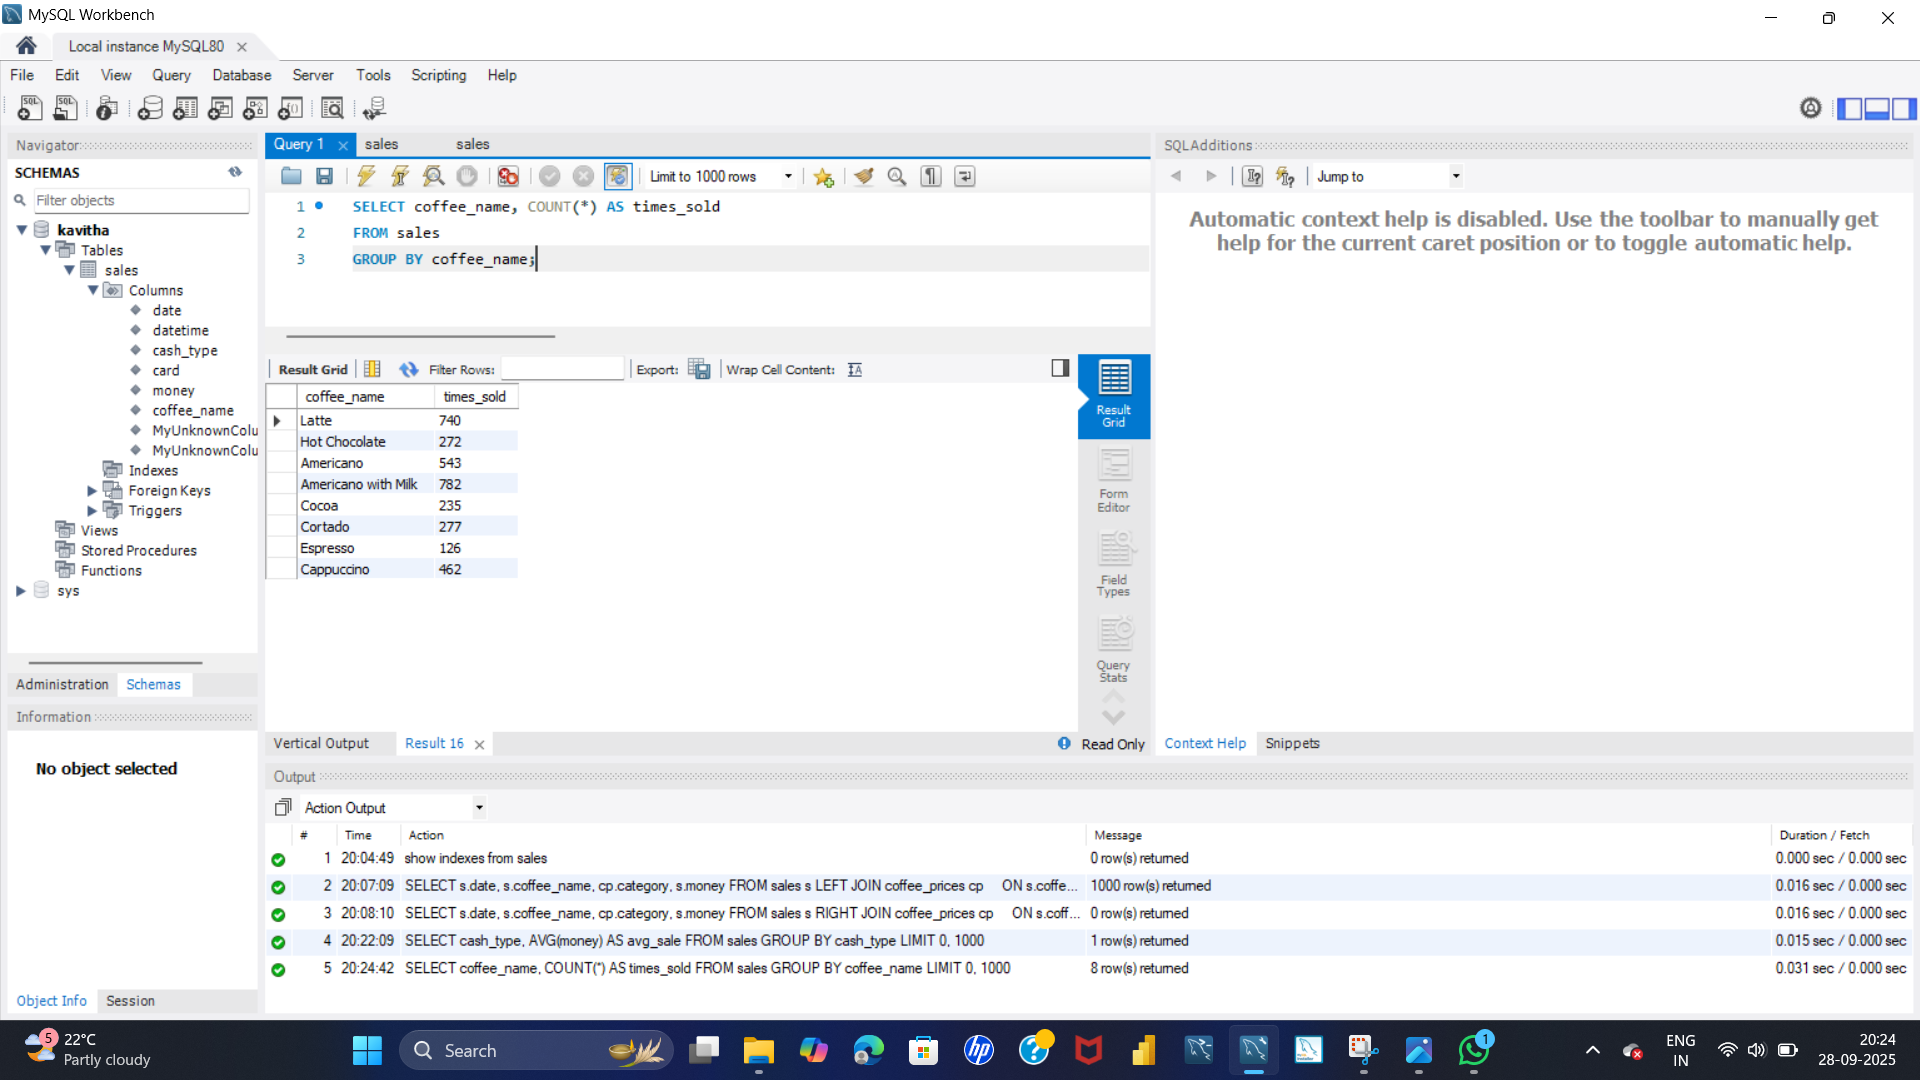 MySQL Workbench
Local instance MySQL80
File Edit View Query Database Server Tools Scripting Help
Navigator
SCHEMAS
Filter objects
kavitha
Tables
sales
Columns
date
datetime
cash_type
card
money
coffee_name
MyUnknownColu
MyUnknownColu
Indexes
Foreign Keys
Triggers
Views
Stored Procedures
Functions
sys
Administration Schemas
Information
No object selected
Object Info Session
Query 1 sales sales
Limit to 1000 rows
1 SELECT coffee_name, COUNT(*) AS times_sold
2 FROM sales
3 GROUP BY coffee_name;
Result Grid Filter Rows: Export: Wrap Cell Content:
coffee_name times_sold
Latte 740
Hot Chocolate 272
Americano 543
Americano with Milk 782
Cocoa 235
Cortado 277
Espresso 126
Cappuccino 462
Result
Grid
Form
Editor
Field
Types
Query
Stats
Vertical Output Result 16 Read Only
SQLAdditions
Jump to
Automatic context help is disabled. Use the toolbar to manually get
help for the current caret position or to toggle automatic help.
Context Help Snippets
Output
Action Output
# Time Action Message Duration / Fetch
1 20:04:49 show indexes from sales 0 row(s) returned 0.000 sec / 0.000 sec
2 20:07:09 SELECT s.date, s.coffee_name, cp.category, s.money FROM sales s LEFT JOIN coffee_prices cp ON s.coffe... 1000 row(s) returned 0.016 sec / 0.000 sec
3 20:08:10 SELECT s.date, s.coffee_name, cp.category, s.money FROM sales s RIGHT JOIN coffee_prices cp ON s.coff... 0 row(s) returned 0.016 sec / 0.000 sec
4 20:22:09 SELECT cash_type, AVG(money) AS avg_sale FROM sales GROUP BY cash_type LIMIT 0, 1000 1 row(s) returned 0.015 sec / 0.000 sec
5 20:24:42 SELECT coffee_name, COUNT(*) AS times_sold FROM sales GROUP BY coffee_name LIMIT 0, 1000 8 row(s) returned 0.031 sec / 0.000 sec
5
22°C
Partly cloudy
Search
hp
1
ENG
IN
20:24
28-09-2025